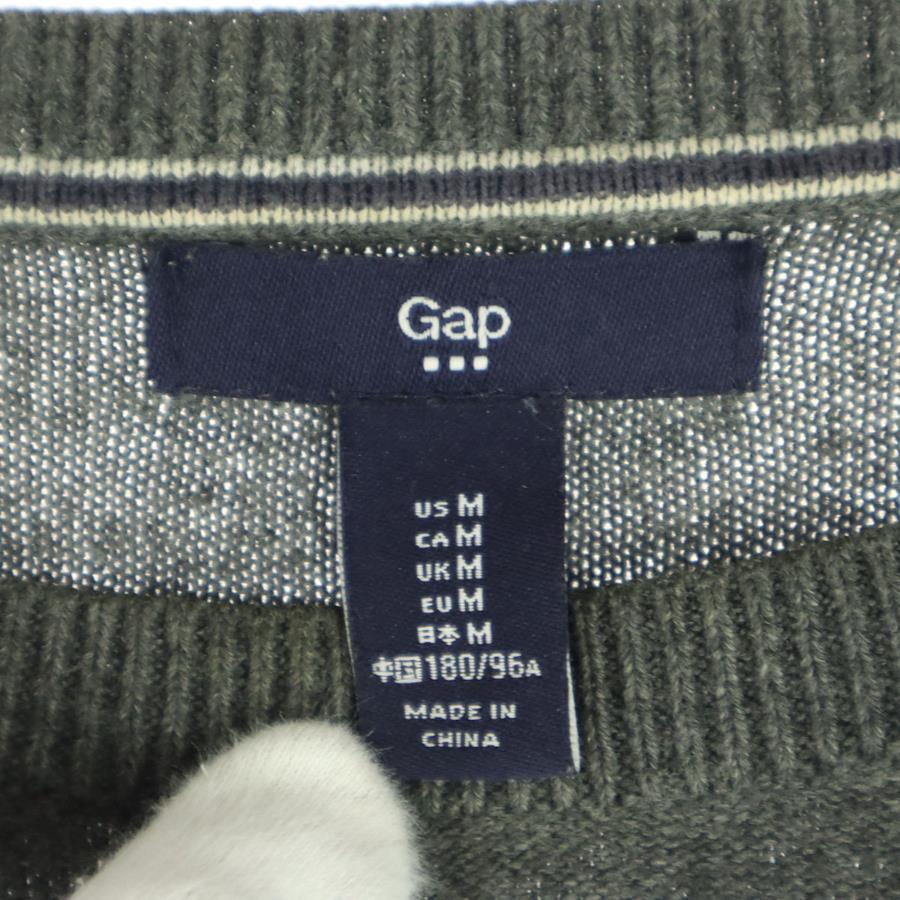 Gap
US M
CA M
UK M
EU M
日本 M
中国 180/96A
MADE IN
CHINA